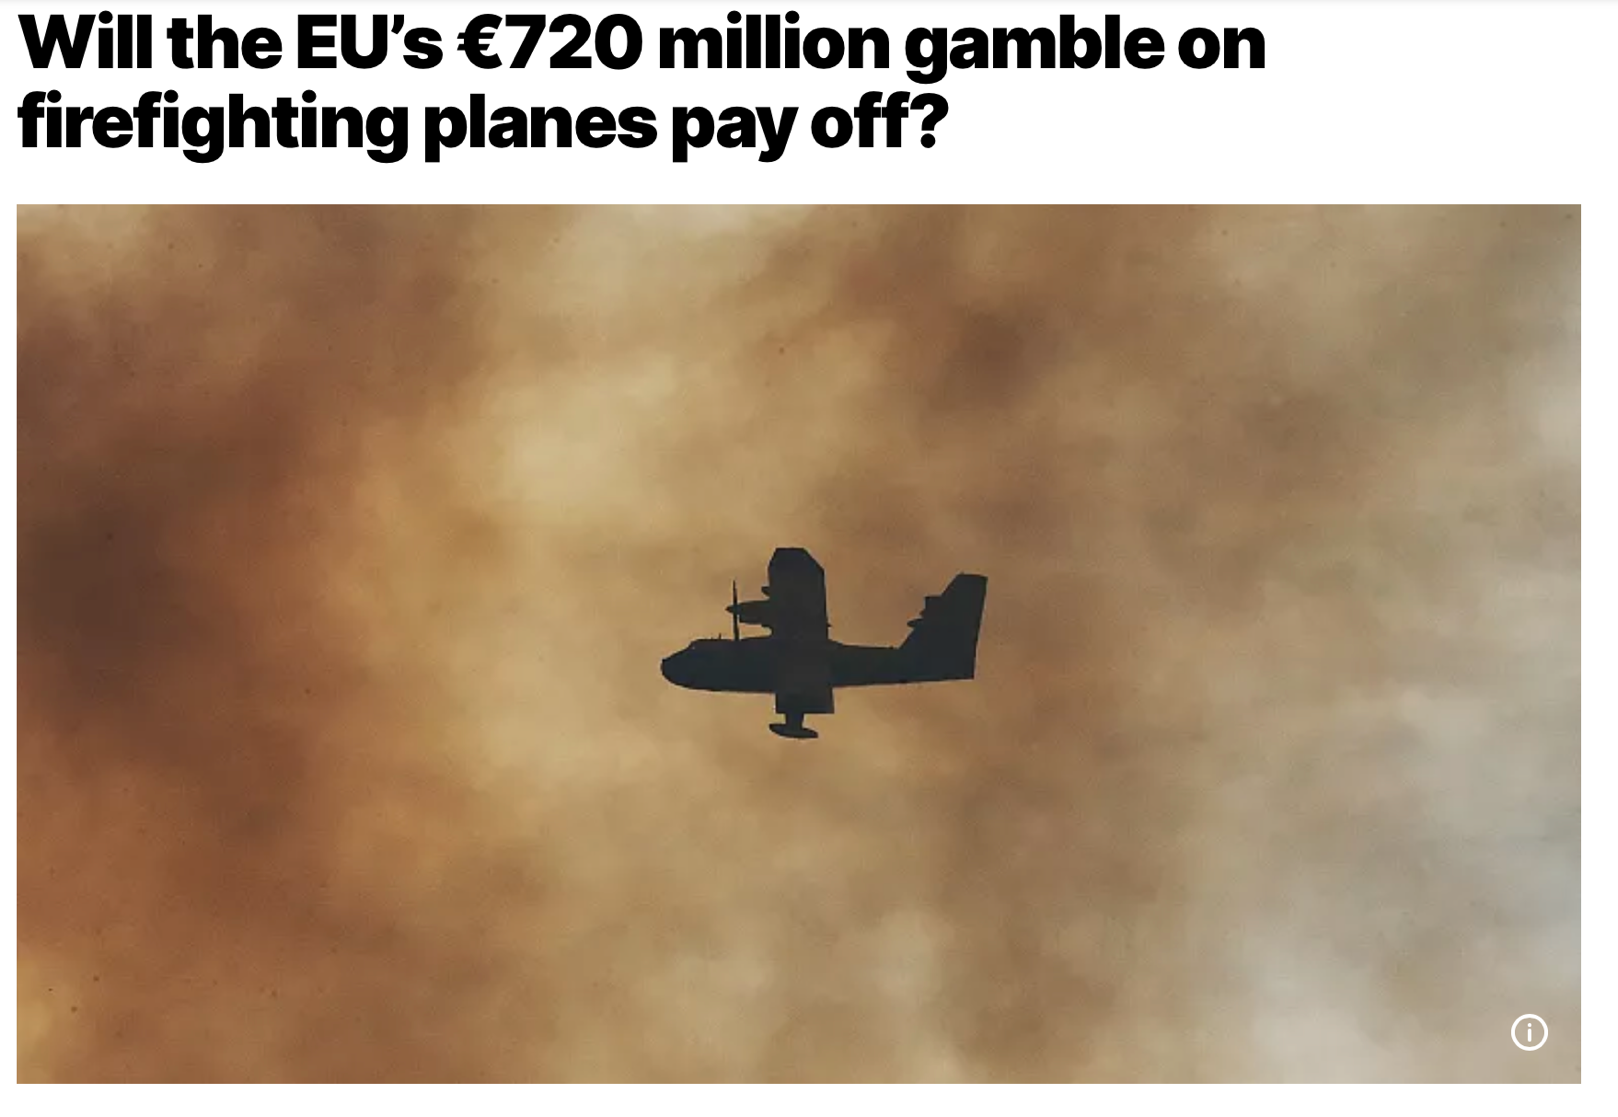 Will the EU’s €720 million gamble on
firefighting planes pay off?